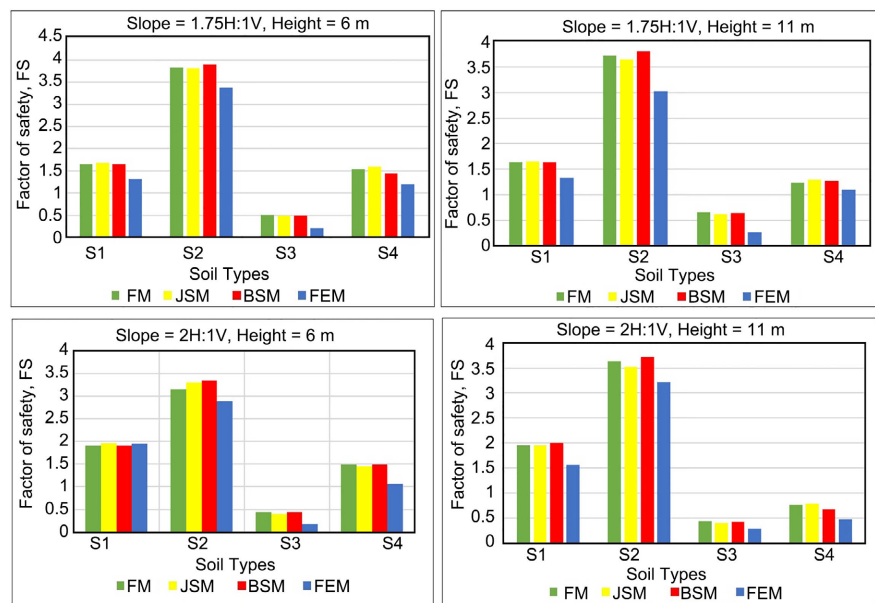 Slope = 1.75H:1V, Height = 6 m
Factor of safety, FS
4.5
4
3.5
3
2.5
2
1.5
1
0.5
0
S1 S2 S3 S4
Soil Types
FM JSM BSM FEM
Slope = 1.75H:1V, Height = 11 m
Factor of safety, FS
4
3.5
3
2.5
2
1.5
1
0.5
0
S1 S2 S3 S4
Soil Types
FM JSM BSM FEM
Slope = 2H:1V, Height = 6 m
Factor of safety, FS
4
3.5
3
2.5
2
1.5
1
0.5
0
S1 S2 S3 S4
Soil Types
FM JSM BSM FEM
Slope = 2H:1V, Height = 11 m
Factor of safety, FS
4
3.5
3
2.5
2
1.5
1
0.5
0
S1 S2 S3 S4
Soil Types
FM JSM BSM FEM